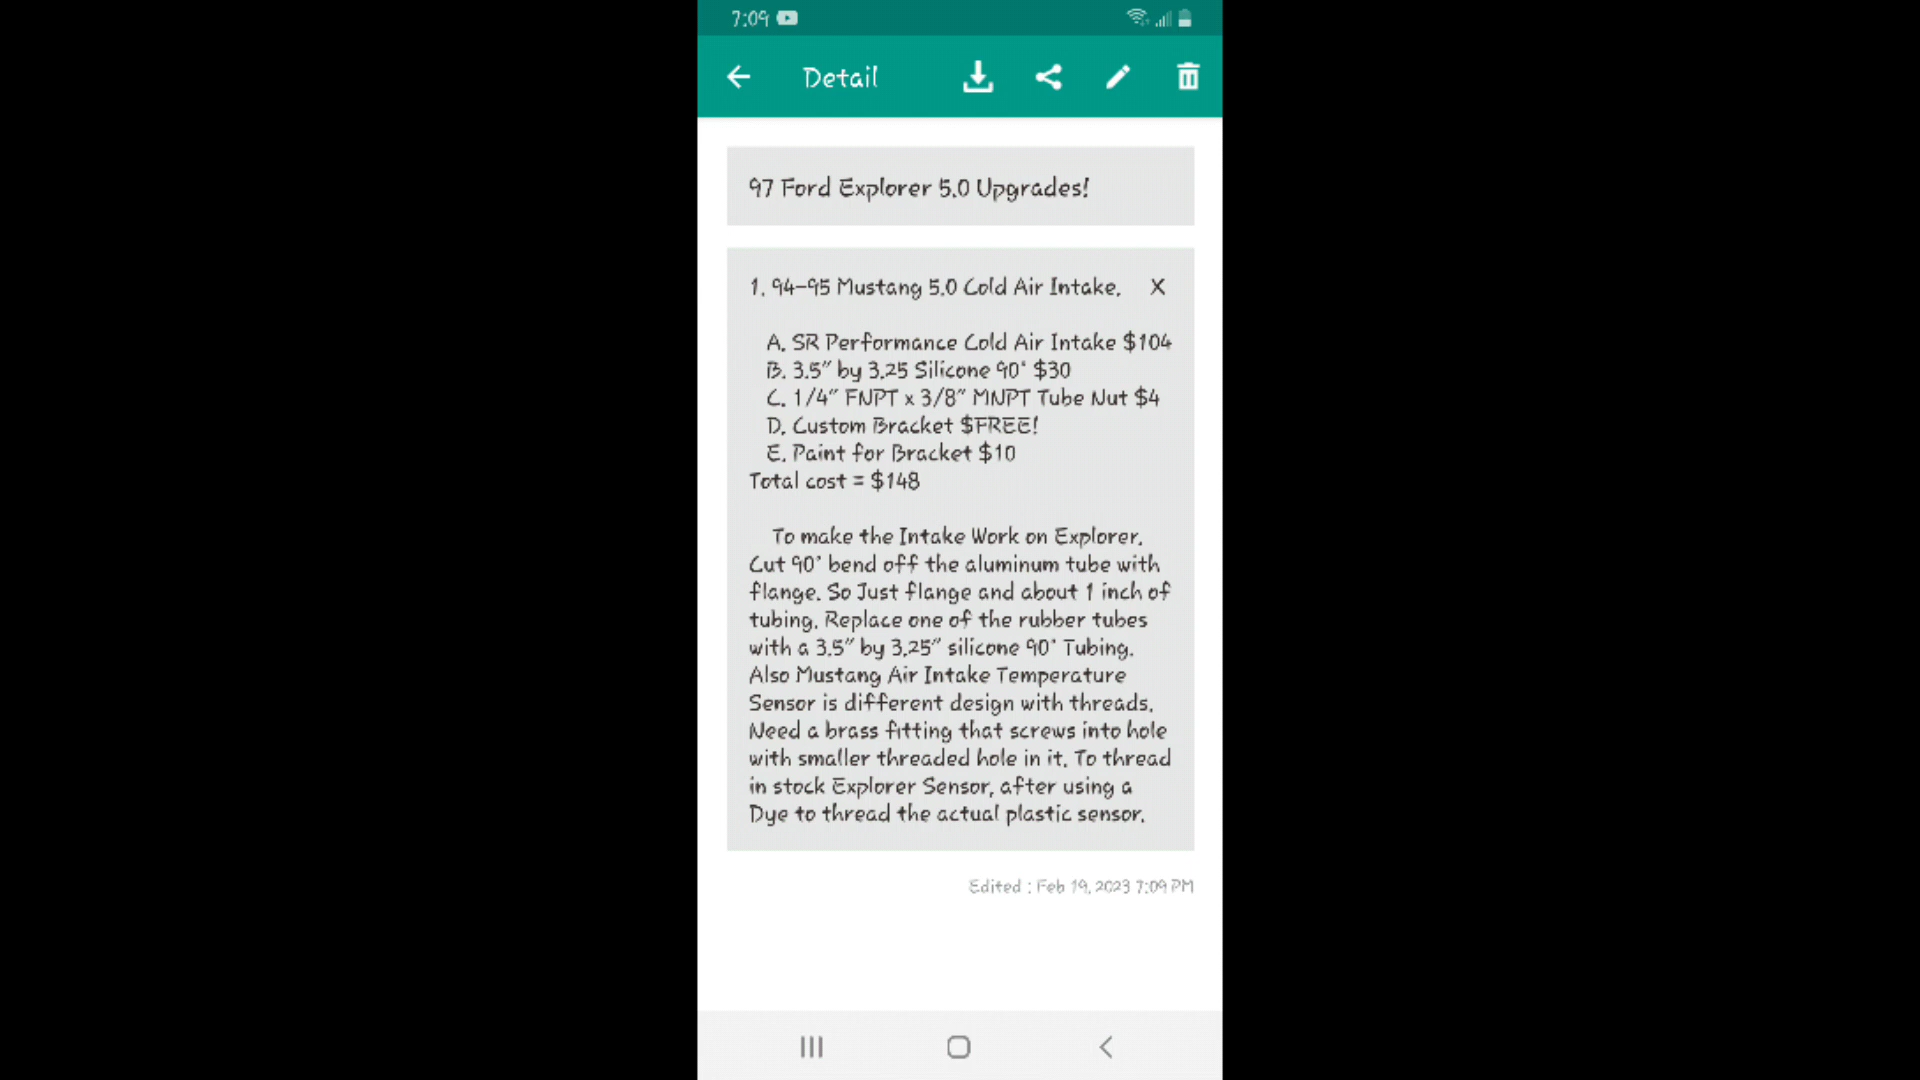 7:09
Detail
97 Ford Explorer 5.0 Upgrades!
1. 94-95 Mustang 5.0 Cold Air Intake. X
A. SR Performance Cold Air Intake $104
B. 3.5" by 3.25 Silicone 90° $30
C. 1/4" FNPT x 3/8" MNPT Tube Nut $4
D. Custom Bracket $FREE!
E. Paint for Bracket $10
Total cost = $148
To make the Intake Work on Explorer.
Cut 90° bend off the aluminum tube with
flange. So Just flange and about 1 inch of
tubing. Replace one of the rubber tubes
with a 3.5" by 3.25" silicone 90° Tubing.
Also Mustang Air Intake Temperature
Sensor is different design with threads.
Need a brass fitting that screws into hole
with smaller threaded hole in it. To thread
in stock Explorer Sensor, after using a
Dye to thread the actual plastic sensor.
Edited : Feb 19, 2023 7:09 PM